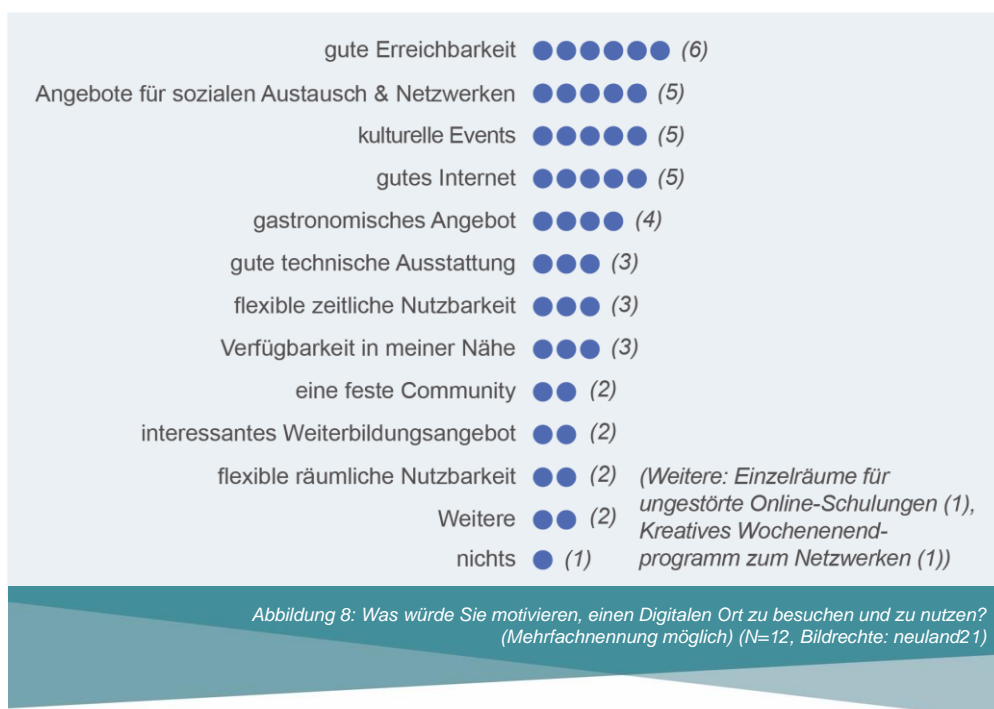 gute Erreichbarkeit (6)
Angebote für sozialen Austausch & Netzwerken (5)
kulturelle Events (5)
gutes Internet (5)
gastronomisches Angebot (4)
gute technische Ausstattung (3)
flexible zeitliche Nutzbarkeit (3)
Verfügbarkeit in meiner Nähe (3)
eine feste Community (2)
interessantes Weiterbildungsangebot (2)
flexible räumliche Nutzbarkeit (2)
Weitere (2)
nichts (1)
(Weitere: Einzelräume für
ungestörte Online-Schulungen (1),
Kreatives Wochenenend-
programm zum Netzwerken (1))
Abbildung 8: Was würde Sie motivieren, einen Digitalen Ort zu besuchen und zu nutzen?
(Mehrfachnennung möglich) (N=12, Bildrechte: neuland21)